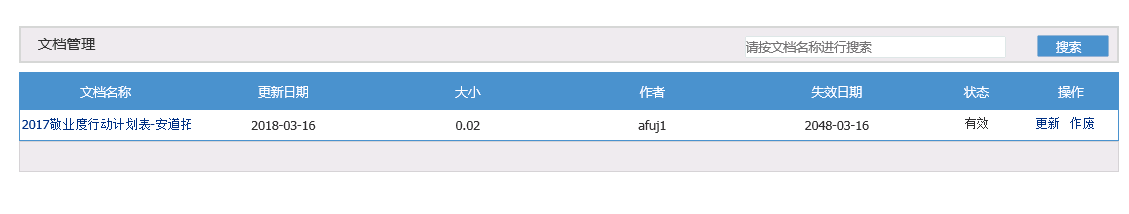 文档管理
请按文档名称进行搜索 搜索
文档名称 更新日期 大小 作者 失效日期 状态 操作
2017敬业度行动计划表-安道拓 2018-03-16 0.02 afuj1 2048-03-16 有效 更新 作废